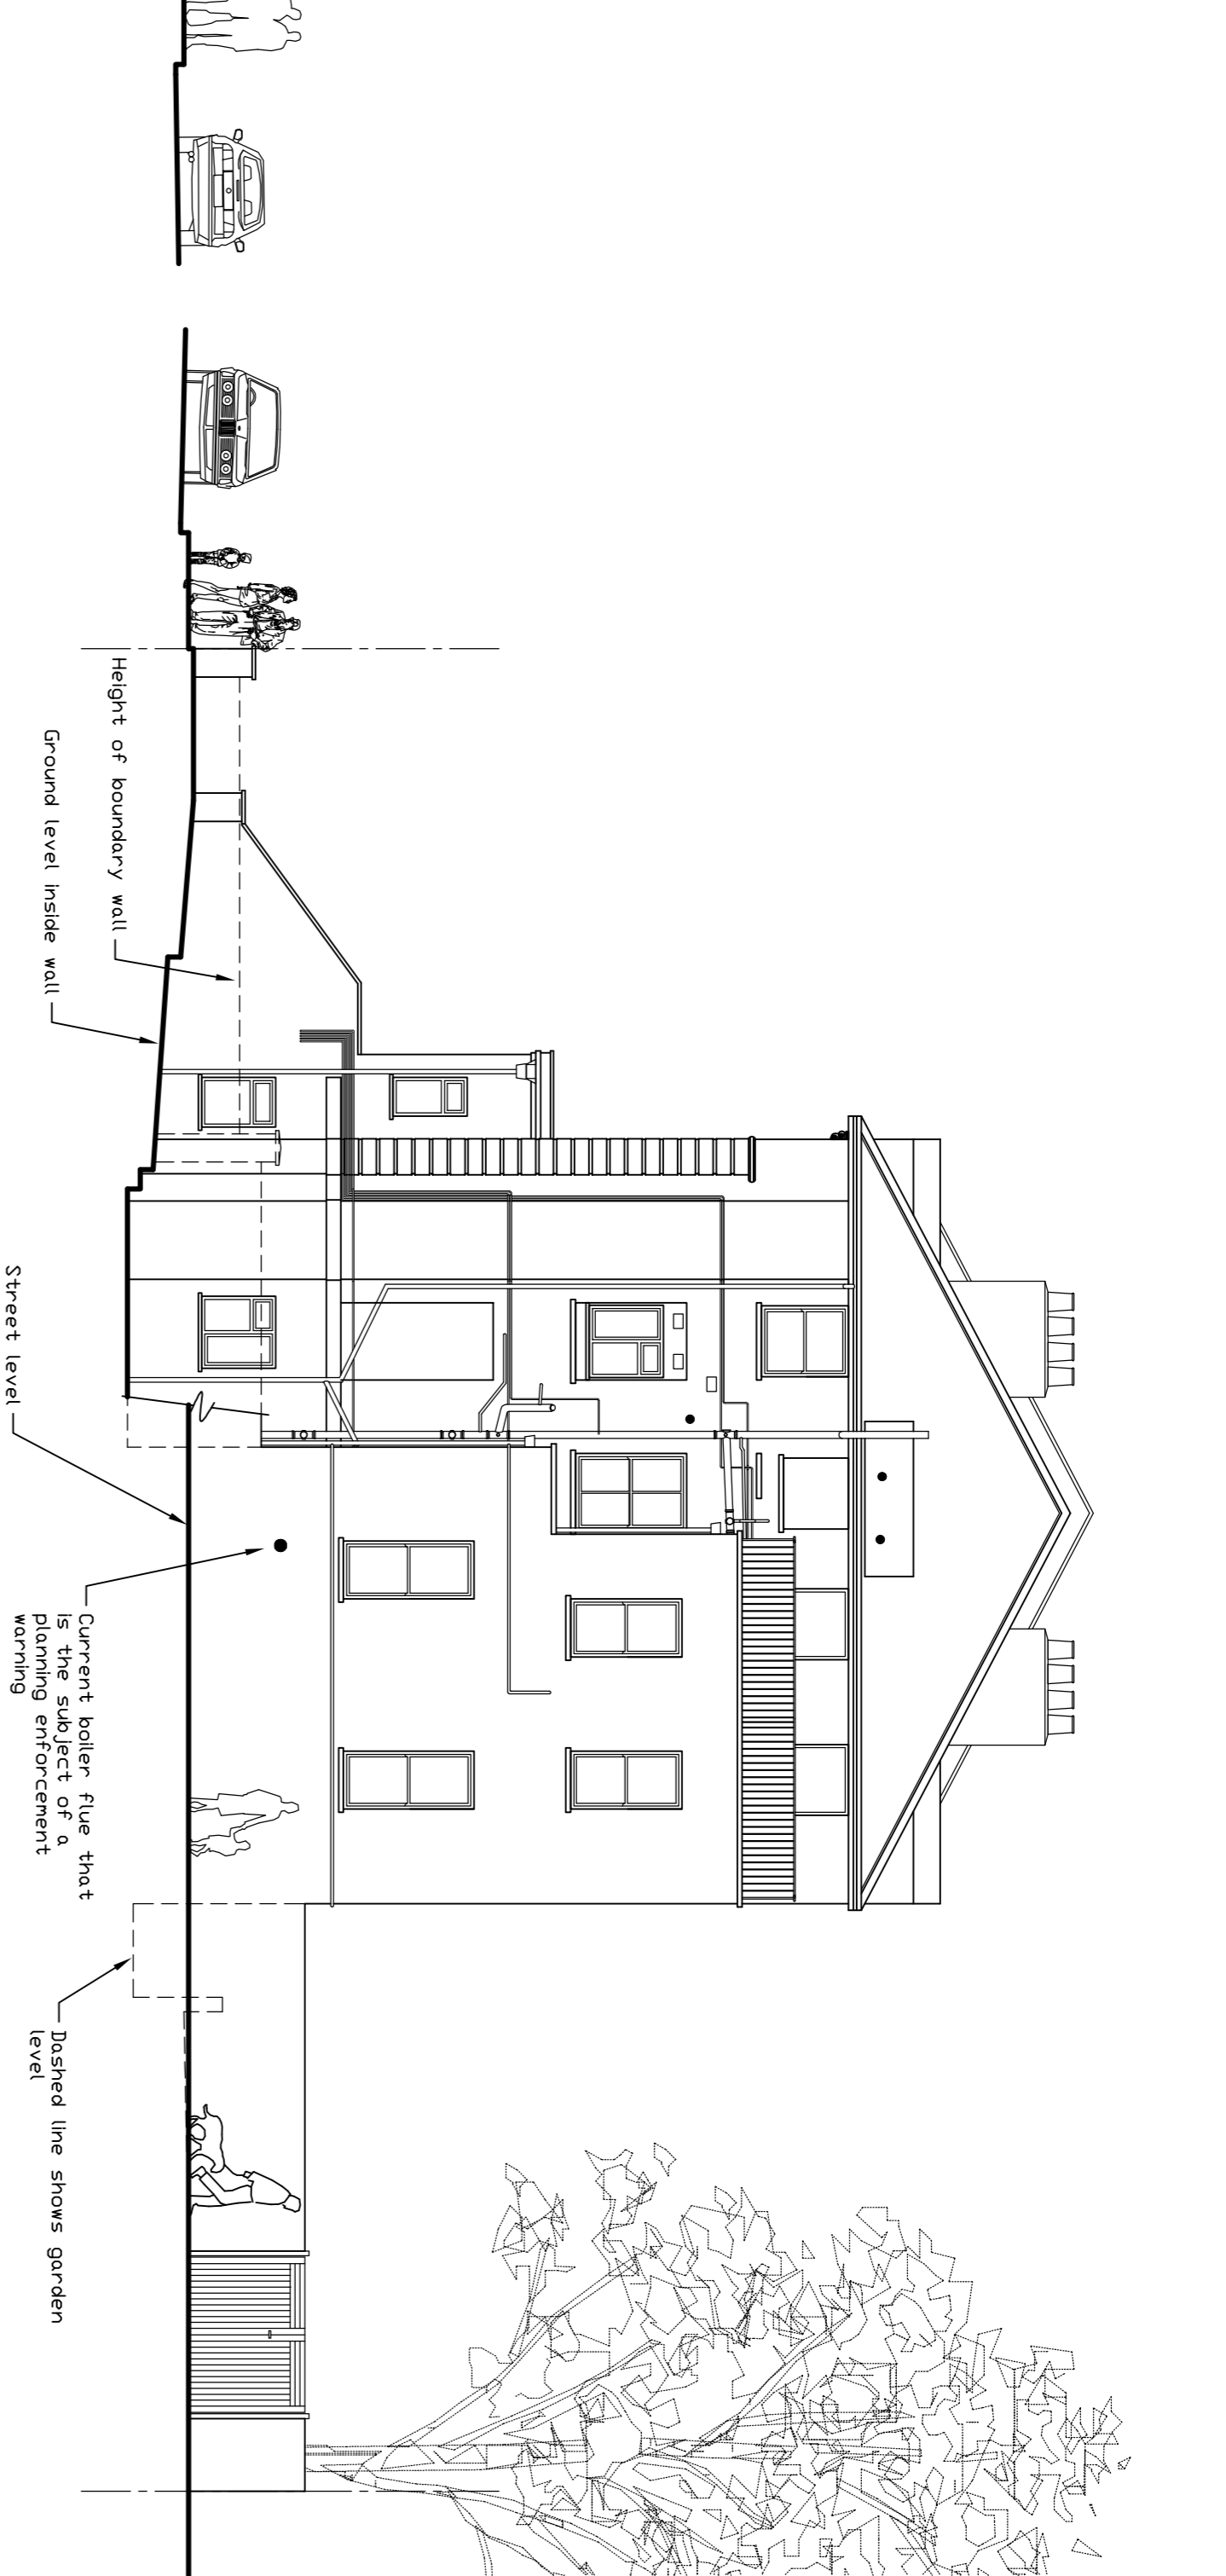 Height of boundary wall
Ground level inside wall
Street level
Current boiler flue that
is the subject of a
planning enforcement
warning
Dashed line shows garden
level